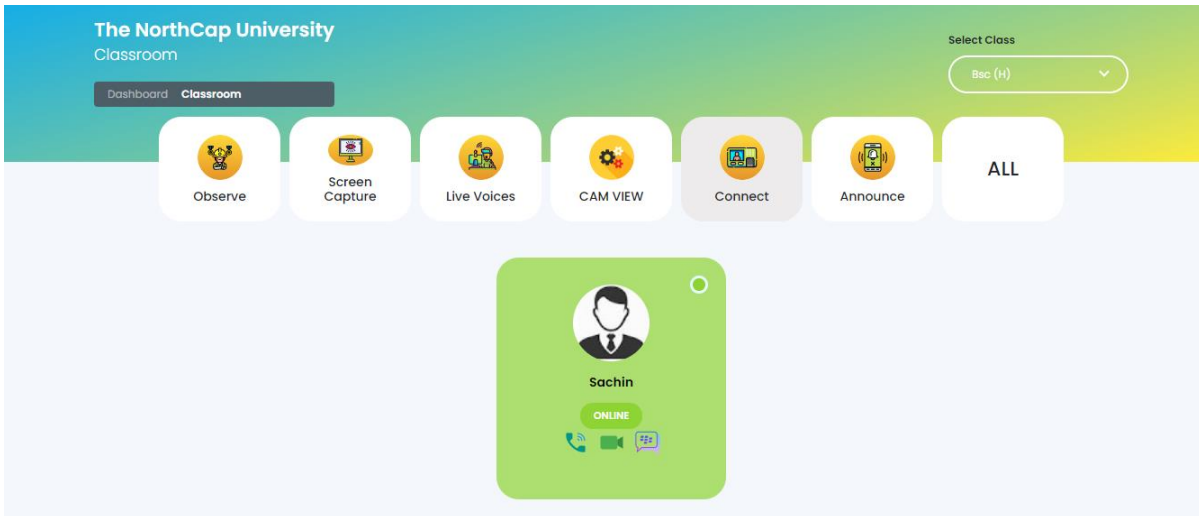 The NorthCap University
Classroom
Select Class
Bsc (H)
Dashboard Classroom
Observe
Screen
Capture
Live Voices
CAM VIEW
Connect
Announce
ALL
Sachin
ONLINE